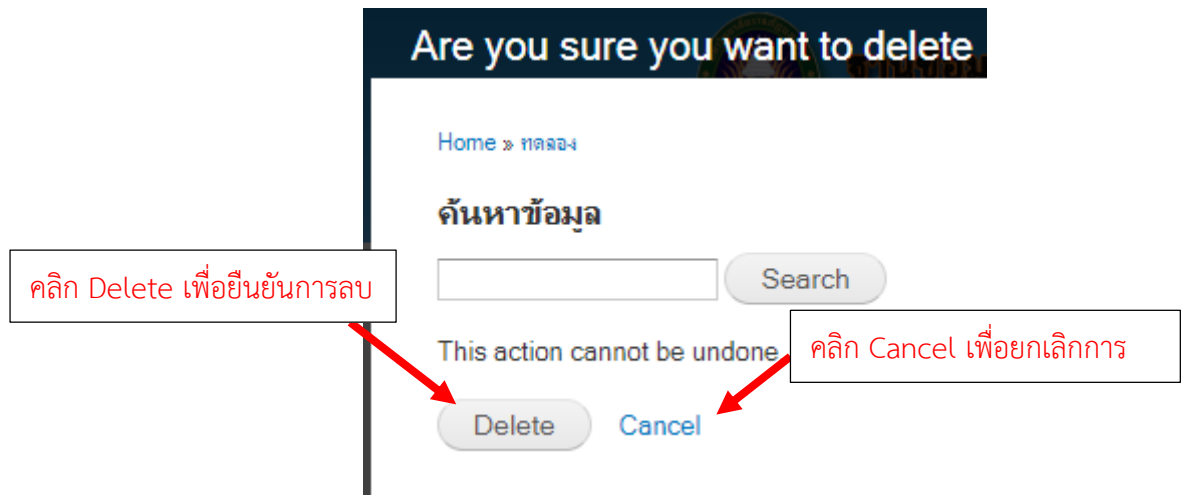 Are you sure you want to delete
Home » ทดลอง
ค้นหาข้อมูล
Search
คลิก Delete เพื่อยืนยันการลบ
คลิก Cancel เพื่อยกเลิกการ
This action cannot be undone
Delete
Cancel